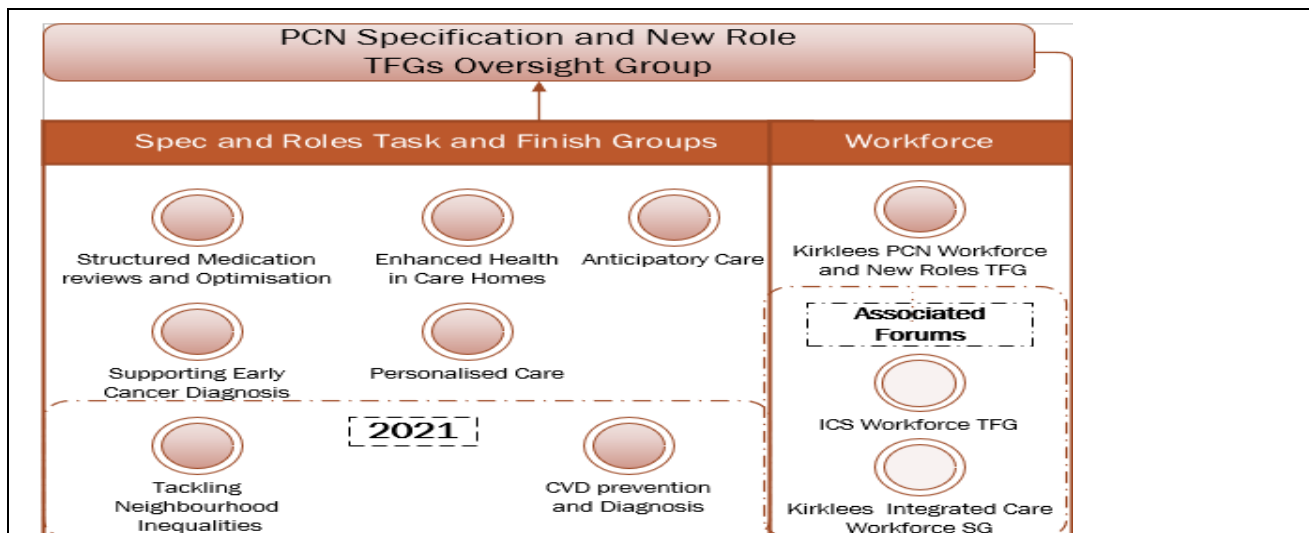 PCN Specification and New Role
TFGs Oversight Group
Spec and Roles Task and Finish Groups
Workforce
Structured Medication
reviews and Optimisation
Enhanced Health
in Care Homes
Anticipatory Care
Kirklees PCN Workforce
and New Roles TFG
Supporting Early
Cancer Diagnosis
Personalised Care
Associated
Forums
ICS Workforce TFG
2021
Tackling
Neighbourhood
Inequalities
CVD prevention
and Diagnosis
Kirklees Integrated Care
Workforce SG